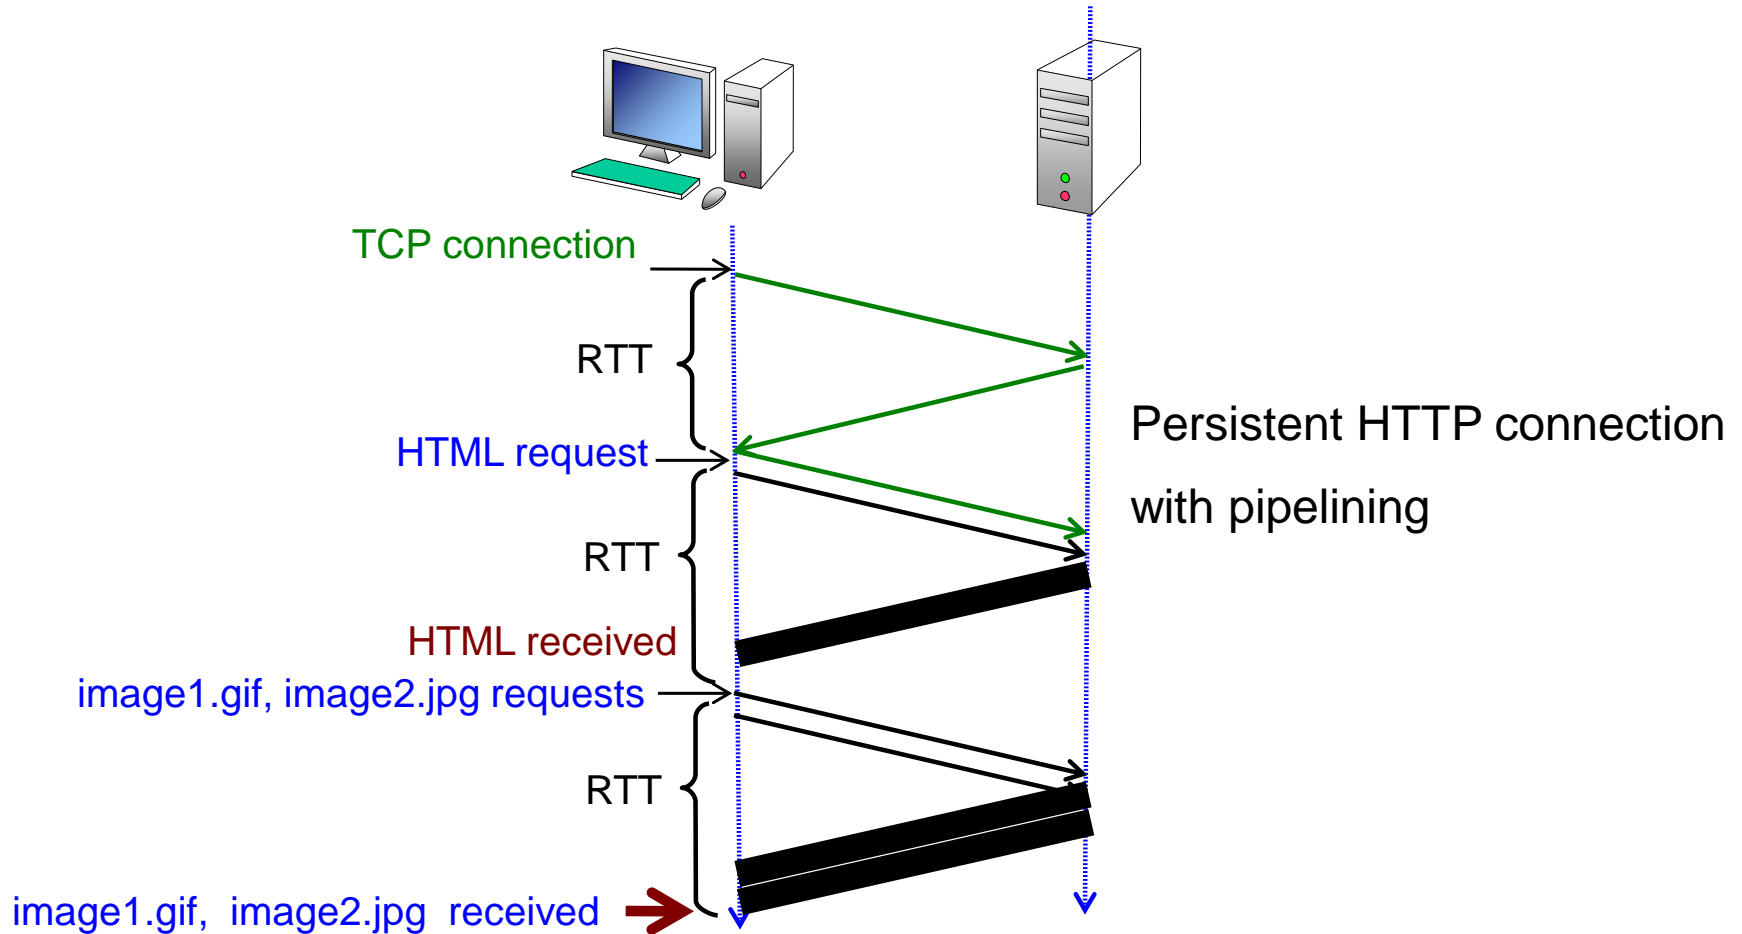 TCP connection
RTT
HTML request
Persistent HTTP connection
with pipelining
RTT
HTML received
image1.gif, image2.jpg requests
RTT
image1.gif, image2.jpg received